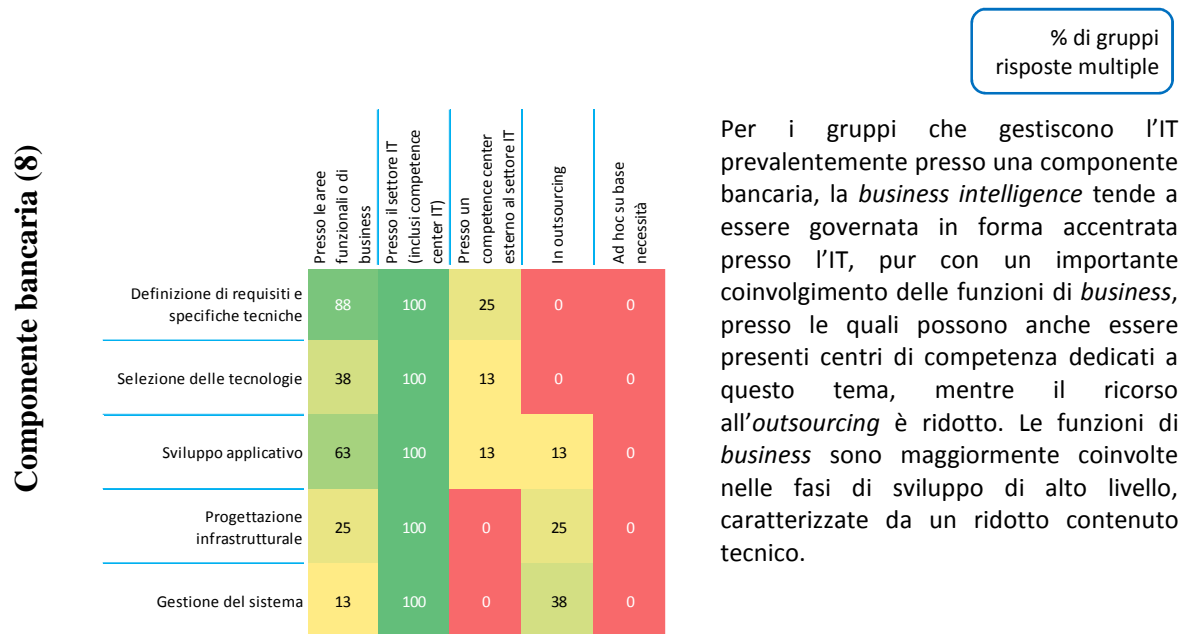 % di gruppi
risposte multiple
Componente bancaria (8)
Presso le aree
funzionali o di
business
Presso il settore IT
(inclusi competence
center IT)
Presso un
competence center
esterno al settore IT
In outsourcing
Ad hoc su base
necessità
Definizione di requisiti e
specifiche tecniche
88 100 25 0 0
Selezione delle tecnologie 38 100 13 0 0
Sviluppo applicativo 63 100 13 13 0
Progettazione
infrastrutturale
25 100 0 25 0
Gestione del sistema 13 100 0 38 0
Per i gruppi che gestiscono l’IT
prevalentemente presso una componente
bancaria, la business intelligence tende a
essere governata in forma accentrata
presso l’IT, pur con un importante
coinvolgimento delle funzioni di business,
presso le quali possono anche essere
presenti centri di competenza dedicati a
questo tema, mentre il ricorso
all’outsourcing è ridotto. Le funzioni di
business sono maggiormente coinvolte
nelle fasi di sviluppo di alto livello,
caratterizzate da un ridotto contenuto
tecnico.